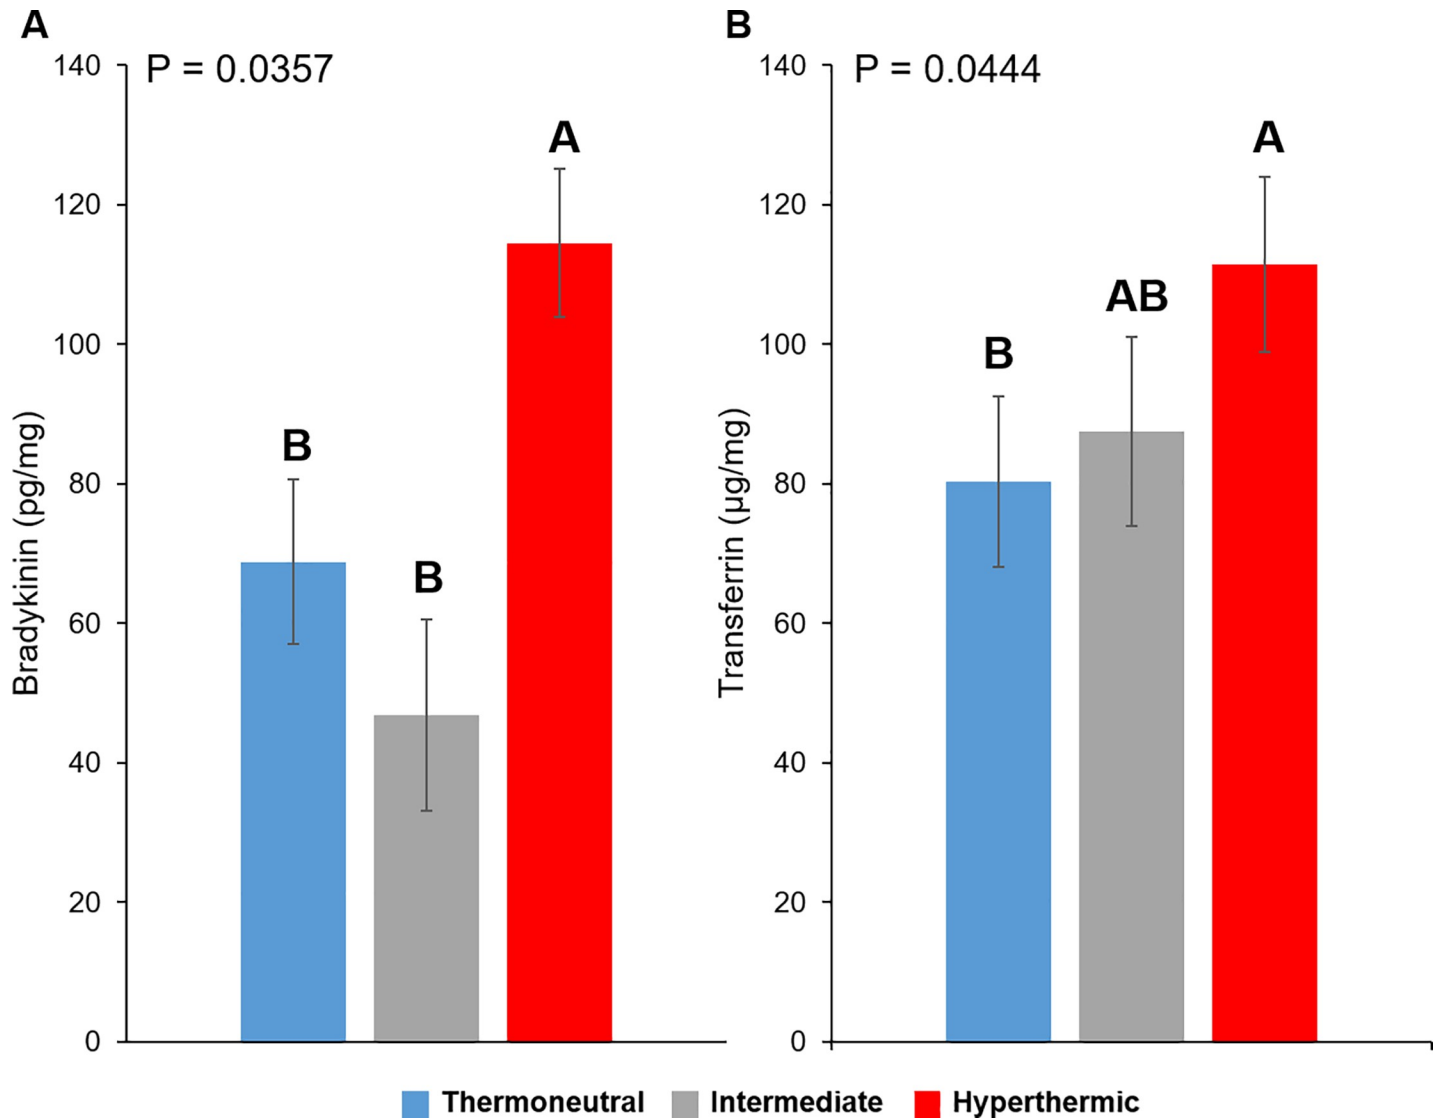 A
P = 0.0357
Bradykinin (pg/mg)
140
120
100
80
60
40
20
0
B
B
A
B
P = 0.0444
Transferrin (µg/mg)
140
120
100
80
60
40
20
0
B
AB
A
Thermoneutral Intermediate Hyperthermic